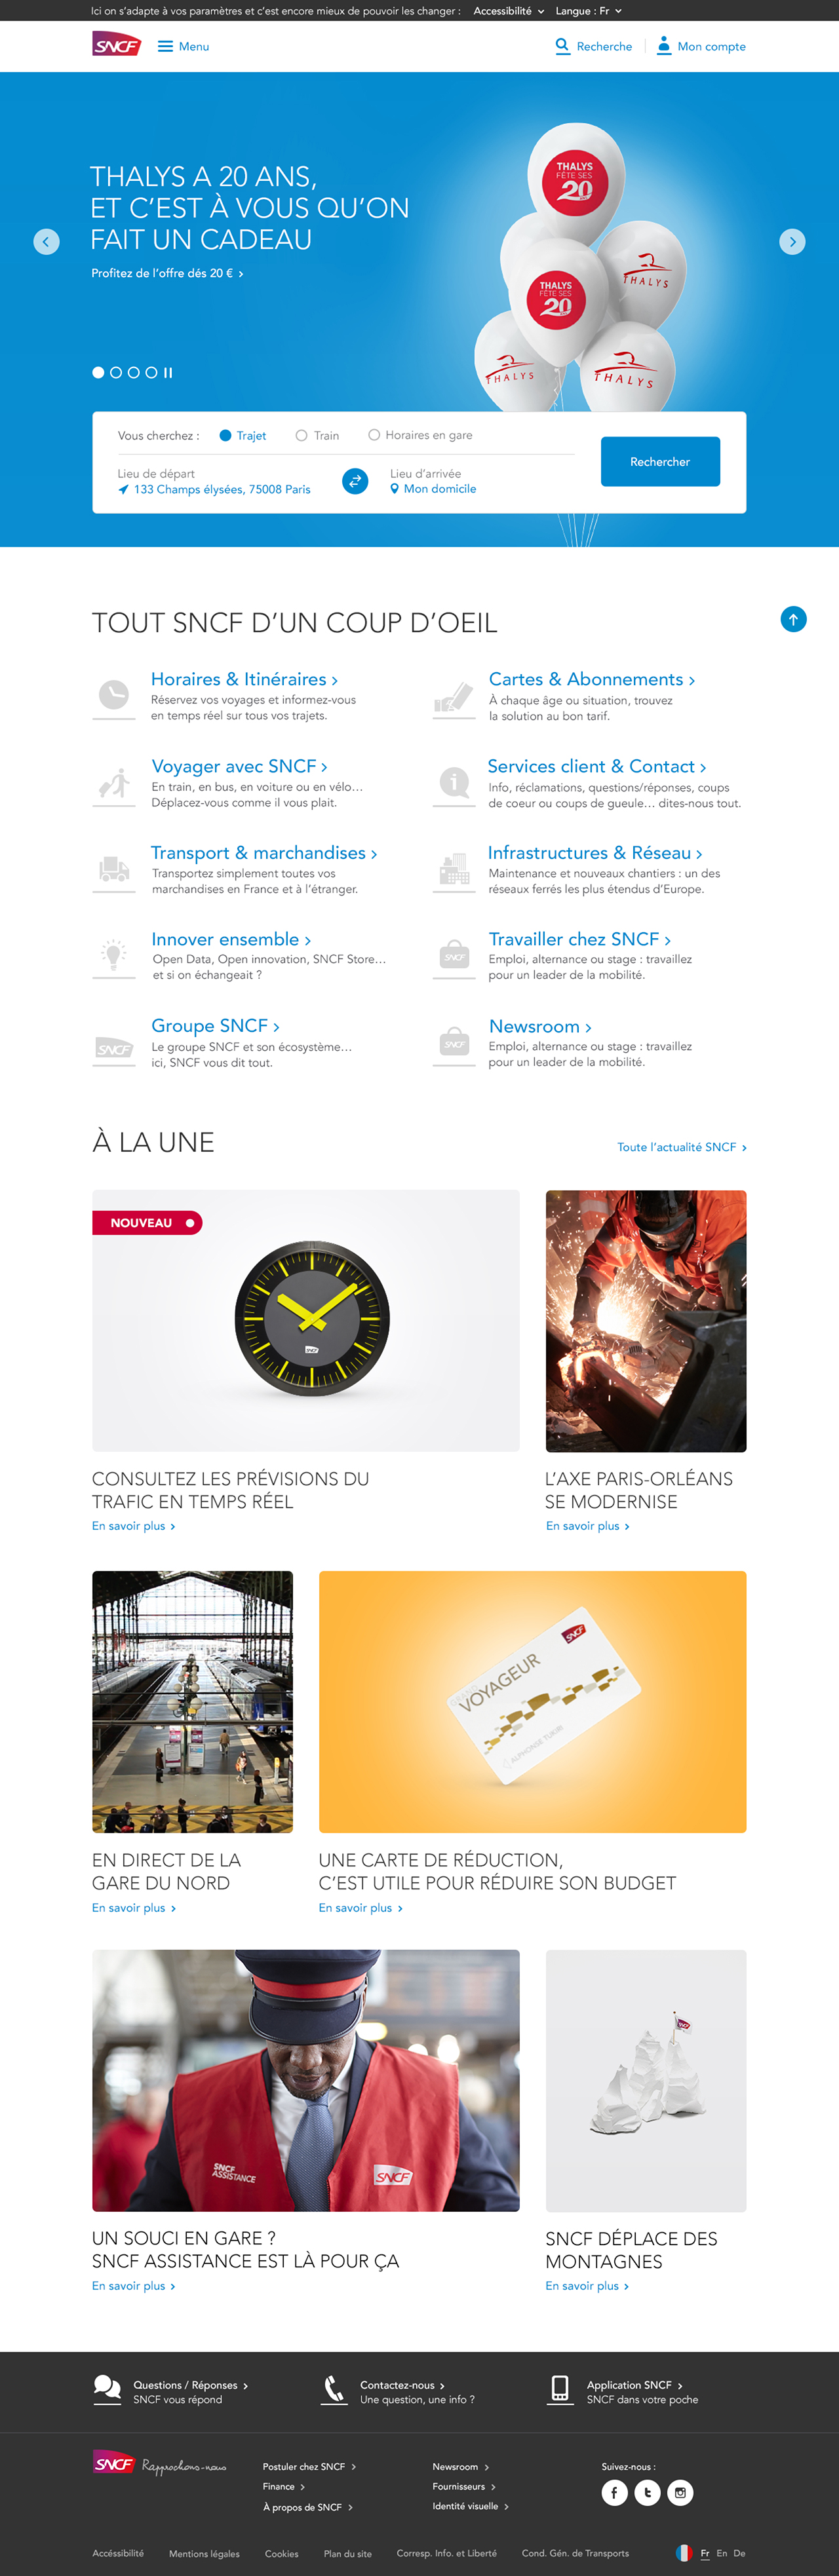 Ici on s'adapte à vos paramètres et c'est encore mieux de pouvoir les changer : Accessibilité Langue : Fr
SNCF Menu Recherche Mon compte
THALYS A 20 ANS,
ET C'EST À VOUS QU'ON
FAIT UN CADEAU
Profitez de l'offre dés 20 € >
THALYS
FÊTE SES
20
THALYS
THALYS
FÊTE SES
20
THALYS
THALYS
Vous cherchez : Trajet Train Horaires en gare
Lieu de départ
133 Champs élysées, 75008 Paris
Lieu d'arrivée
Mon domicile
Rechercher
TOUT SNCF D'UN COUP D'OEIL
Horaires & Itinéraires >
Réservez vos voyages et informez-vous
en temps réel sur tous vos trajets.
Cartes & Abonnements >
À chaque âge ou situation, trouvez
la solution au bon tarif.
Voyager avec SNCF >
En train, en bus, en voiture ou en vélo...
Déplacez-vous comme il vous plait.
Services client & Contact >
Info, réclamations, questions/réponses, coups
de coeur ou coups de gueule... dites-nous tout.
Transport & marchandises >
Transportez simplement toutes vos
marchandises en France et à l'étranger.
Infrastructures & Réseau >
Maintenance et nouveaux chantiers : un des
réseaux ferrés les plus étendus d'Europe.
Innover ensemble >
Open Data, Open innovation, SNCF Store...
et si on échangeait ?
SNCF
Travailler chez SNCF >
Emploi, alternance ou stage : travaillez
pour un leader de la mobilité.
SNCF
Groupe SNCF >
Le groupe SNCF et son écosystème...
ici, SNCF vous dit tout.
SNCF
Newsroom >
Emploi, alternance ou stage : travaillez
pour un leader de la mobilité.
À LA UNE
Toute l'actualité SNCF >
NOUVEAU
SNCF
CONSULTEZ LES PRÉVISIONS DU
TRAFIC EN TEMPS RÉEL
En savoir plus >
L'AXE PARIS-ORLÉANS
SE MODERNISE
En savoir plus >
EN DIRECT DE LA
GARE DU NORD
En savoir plus >
SNCF
GRAND
VOYAGEUR
ALPHONSE TUKIRI
UNE CARTE DE RÉDUCTION,
C'EST UTILE POUR RÉDUIRE SON BUDGET
En savoir plus >
SNCF
ASSISTANCE
SNCF
UN SOUCI EN GARE ?
SNCF ASSISTANCE EST LÀ POUR ÇA
En savoir plus >
SNCF
SNCF DÉPLACE DES
MONTAGNES
En savoir plus >
Questions / Réponses >
SNCF vous répond
Contactez-nous >
Une question, une info ?
Application SNCF >
SNCF dans votre poche
SNCF Rapprochons-nous
Postuler chez SNCF >
Finance >
À propos de SNCF >
Newsroom >
Fournisseurs >
Identité visuelle >
Suivez-nous :
Accéssibilité Mentions légales Cookies Plan du site Corresp. Info. et Liberté Cond. Gén. de Transports Fr En De